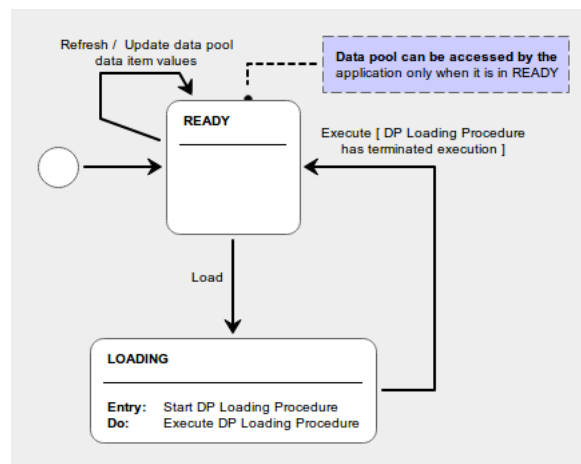 Refresh / Update data pool
data item values
Data pool can be accessed by the
application only when it is in READY
READY
Execute [ DP Loading Procedure
has terminated execution ]
Load
LOADING
Entry: Start DP Loading Procedure
Do: Execute DP Loading Procedure